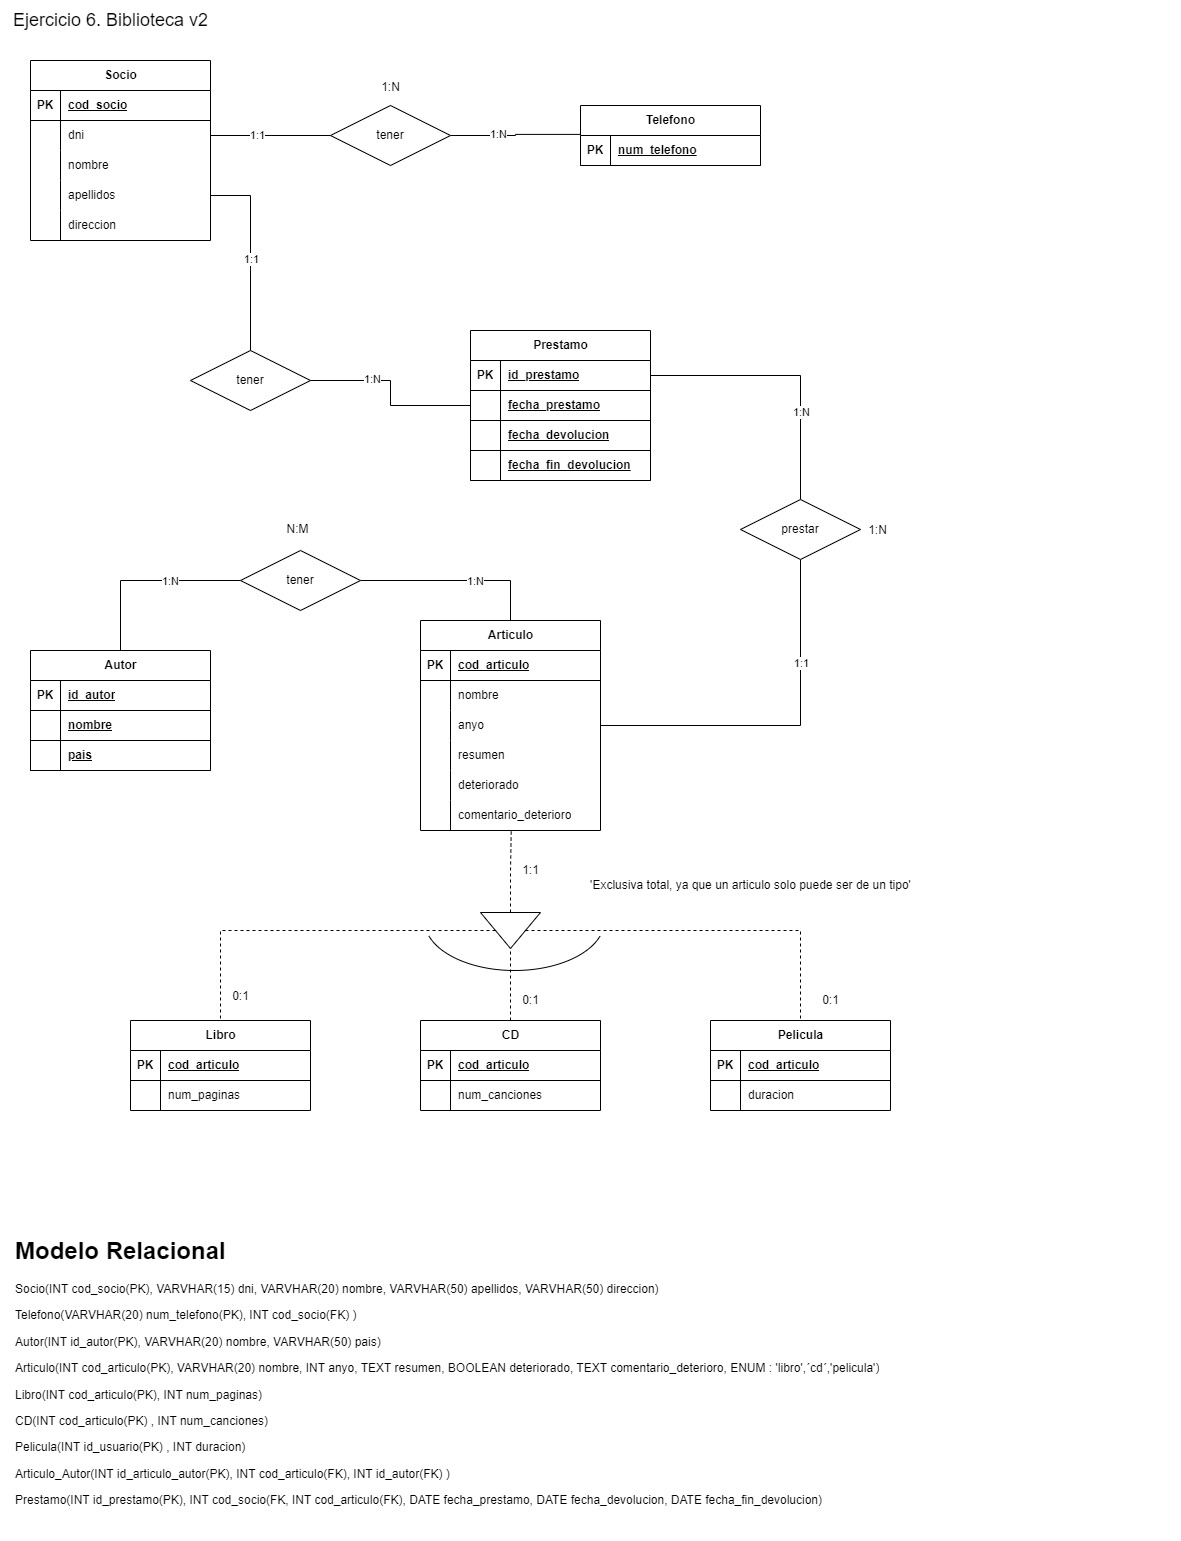 Ejercicio 6. Biblioteca v2
Socio
PK cod_socio
dni
nombre
apellidos
direccion
1:N
1:1
tener
1:N
Telefono
PK num_telefono
1:1
tener
1:N
Prestamo
PK id_prestamo
fecha_prestamo
fecha_devolucion
fecha_fin_devolucion
1:N
prestar
1:N
1:1
N:M
1:N
tener
1:N
Autor
PK id_autor
nombre
pais
Articulo
PK cod_articulo
nombre
anyo
resumen
deteriorado
comentario_deterioro
1:1
'Exclusiva total, ya que un articulo solo puede ser de un tipo'
0:1
0:1
0:1
Libro
PK cod_articulo
num_paginas
CD
PK cod_articulo
num_canciones
Pelicula
PK cod_articulo
duracion
Modelo Relacional
Socio(INT cod_socio(PK), VARVHAR(15) dni, VARVHAR(20) nombre, VARVHAR(50) apellidos, VARVHAR(50) direccion)
Telefono(VARVHAR(20) num_telefono(PK), INT cod_socio(FK) )
Autor(INT id_autor(PK), VARVHAR(20) nombre, VARVHAR(50) pais)
Articulo(INT cod_articulo(PK), VARVHAR(20) nombre, INT anyo, TEXT resumen, BOOLEAN deteriorado, TEXT comentario_deterioro, ENUM : 'libro',´cd´,'pelicula')
Libro(INT cod_articulo(PK), INT num_paginas)
CD(INT cod_articulo(PK) , INT num_canciones)
Pelicula(INT id_usuario(PK) , INT duracion)
Articulo_Autor(INT id_articulo_autor(PK), INT cod_articulo(FK), INT id_autor(FK) )
Prestamo(INT id_prestamo(PK), INT cod_socio(FK, INT cod_articulo(FK), DATE fecha_prestamo, DATE fecha_devolucion, DATE fecha_fin_devolucion)